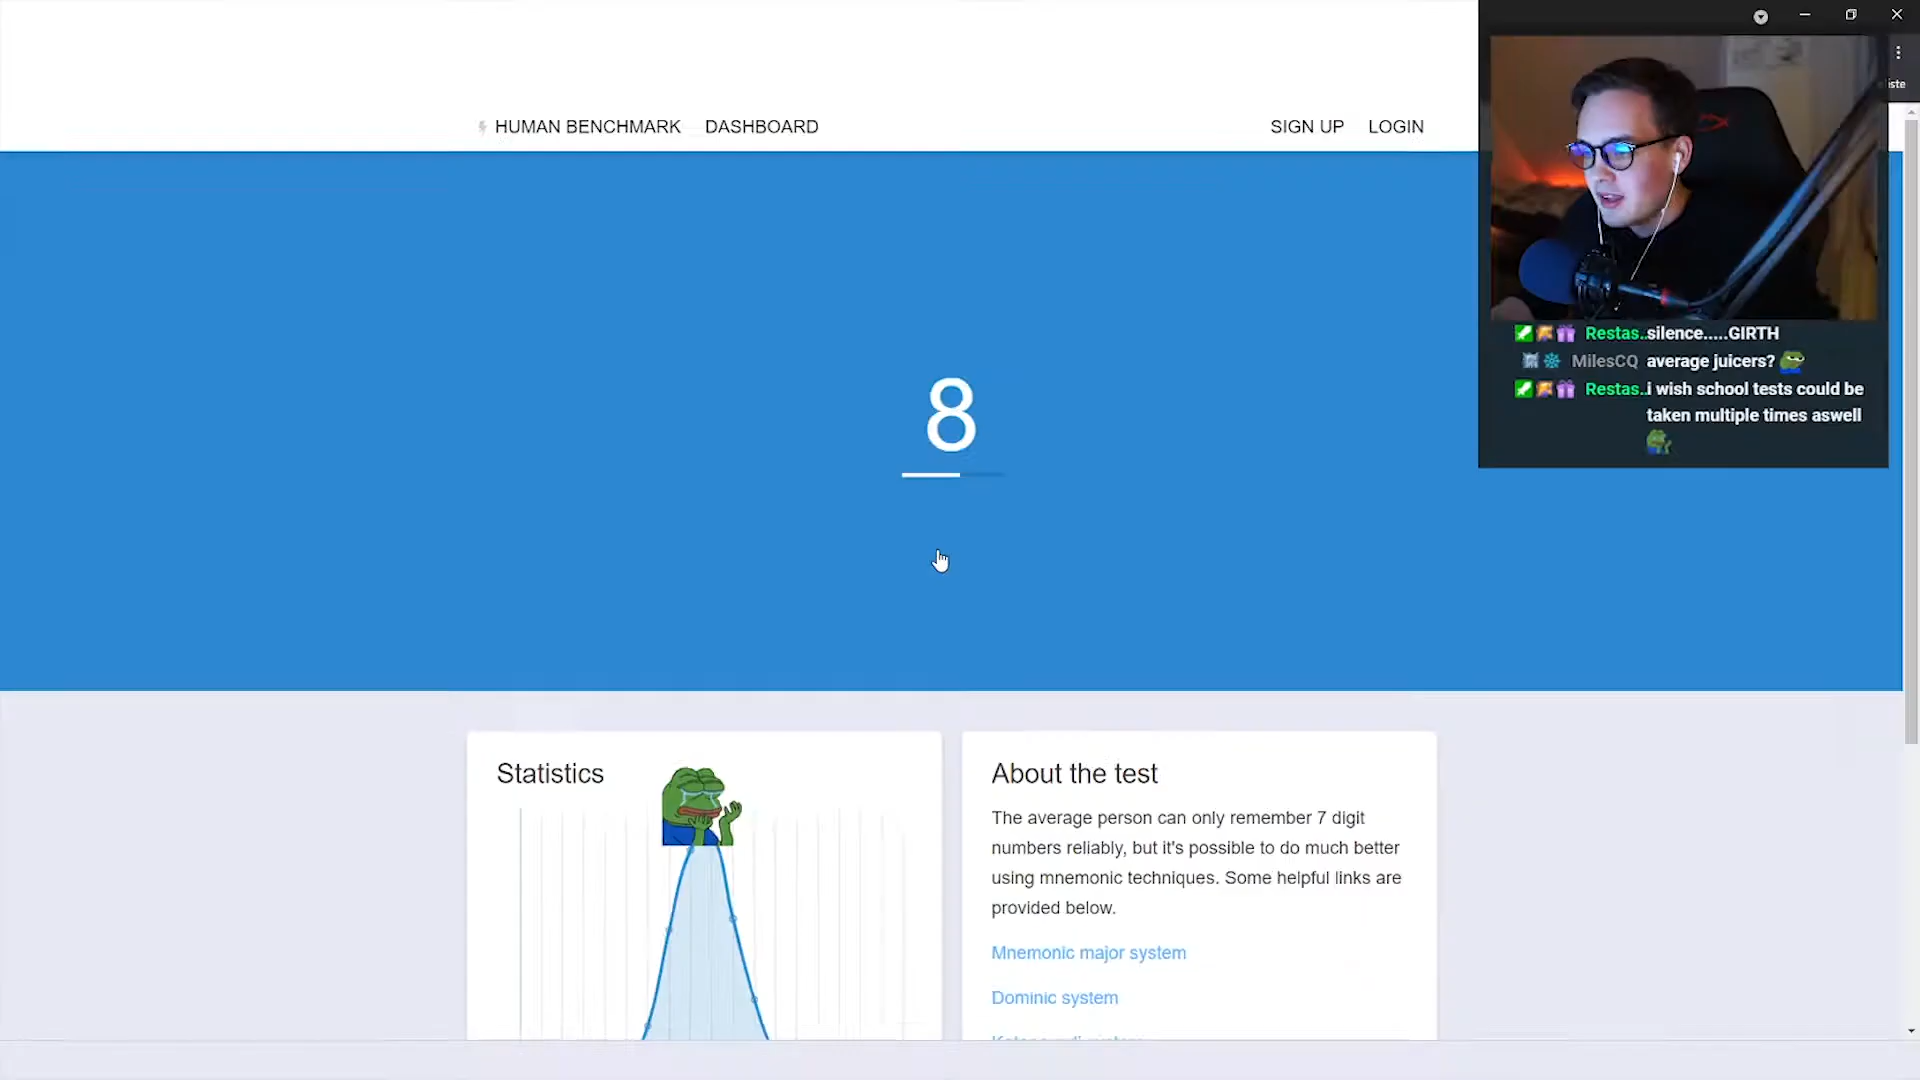 HUMAN BENCHMARK DASHBOARD SIGN UP LOGIN
iste
Restas..silence.....GIRTH
MilesCQ average juicers?
Restas..i wish school tests could be
taken multiple times aswell
8
Statistics
About the test
The average person can only remember 7 digit
numbers reliably, but it's possible to do much better
using mnemonic techniques. Some helpful links are
provided below.
Mnemonic major system
Dominic system